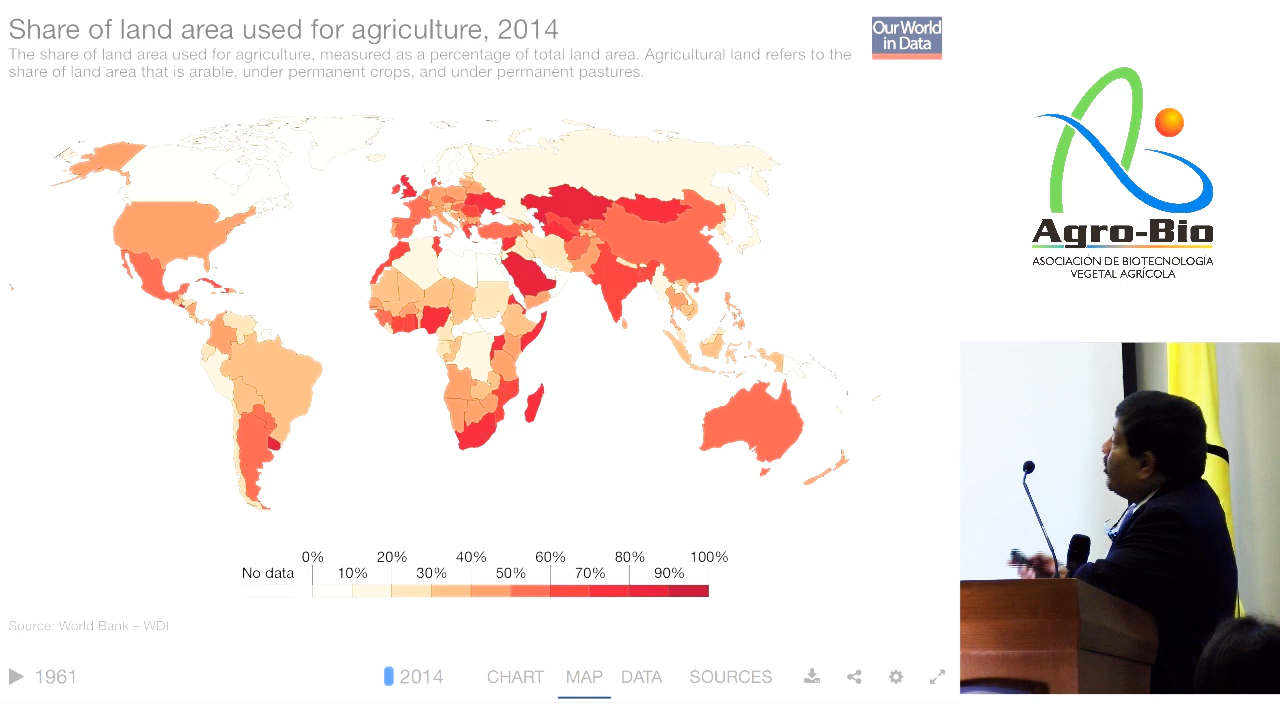 Share of land area used for agriculture, 2014
The share of land area used for agriculture, measured as a percentage of total land area. Agricultural land refers to the
share of land area that is arable, under permanent crops, and under permanent pastures.
Our World
in Data
Agro-Bio
ASOCIACIÓN DE BIOTECNOLOGÍA
VEGETAL AGRÍCOLA
0% 20% 40% 60% 80% 100%
No data 10% 30% 50% 70% 90%
Source: World Bank – WDI
1961 2014 CHART MAP DATA SOURCES